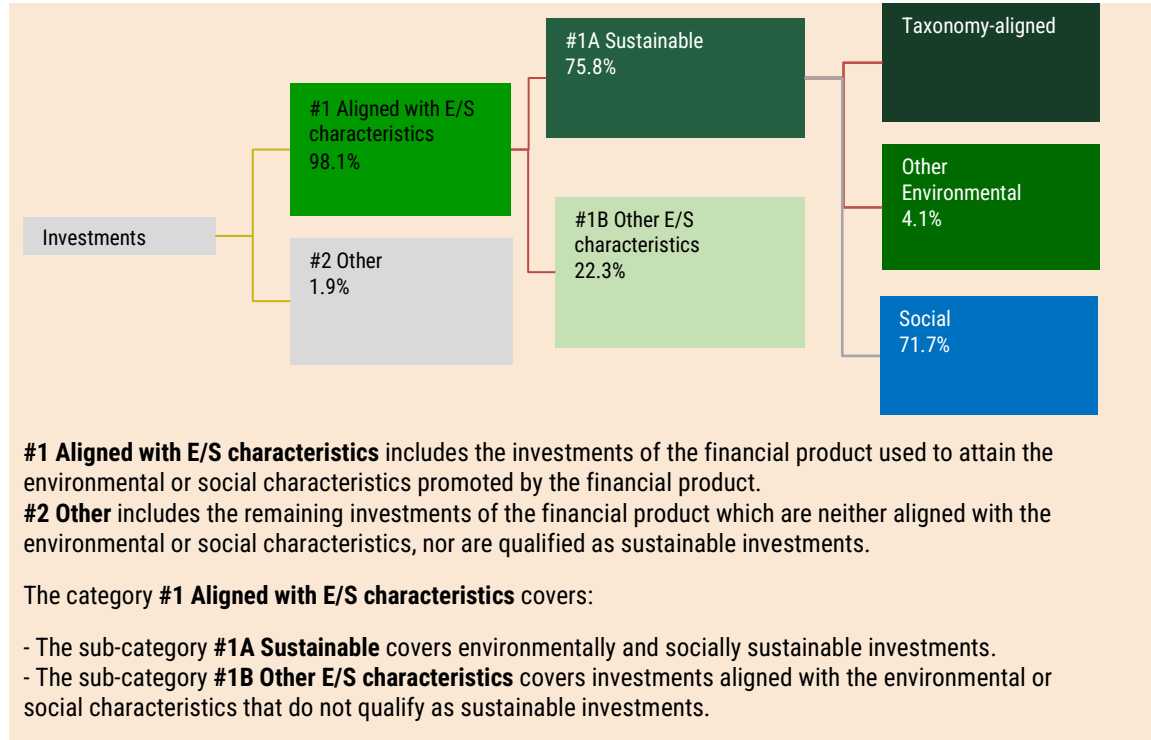 Investments
#1 Aligned with E/S
characteristics
98.1%
#2 Other
1.9%
#1A Sustainable
75.8%
#1B Other E/S
characteristics
22.3%
Taxonomy-aligned
Other
Environmental
4.1%
Social
71.7%
#1 Aligned with E/S characteristics includes the investments of the financial product used to attain the
environmental or social characteristics promoted by the financial product.
#2 Other includes the remaining investments of the financial product which are neither aligned with the
environmental or social characteristics, nor are qualified as sustainable investments.
The category #1 Aligned with E/S characteristics covers:
- The sub-category #1A Sustainable covers environmentally and socially sustainable investments.
- The sub-category #1B Other E/S characteristics covers investments aligned with the environmental or
social characteristics that do not qualify as sustainable investments.